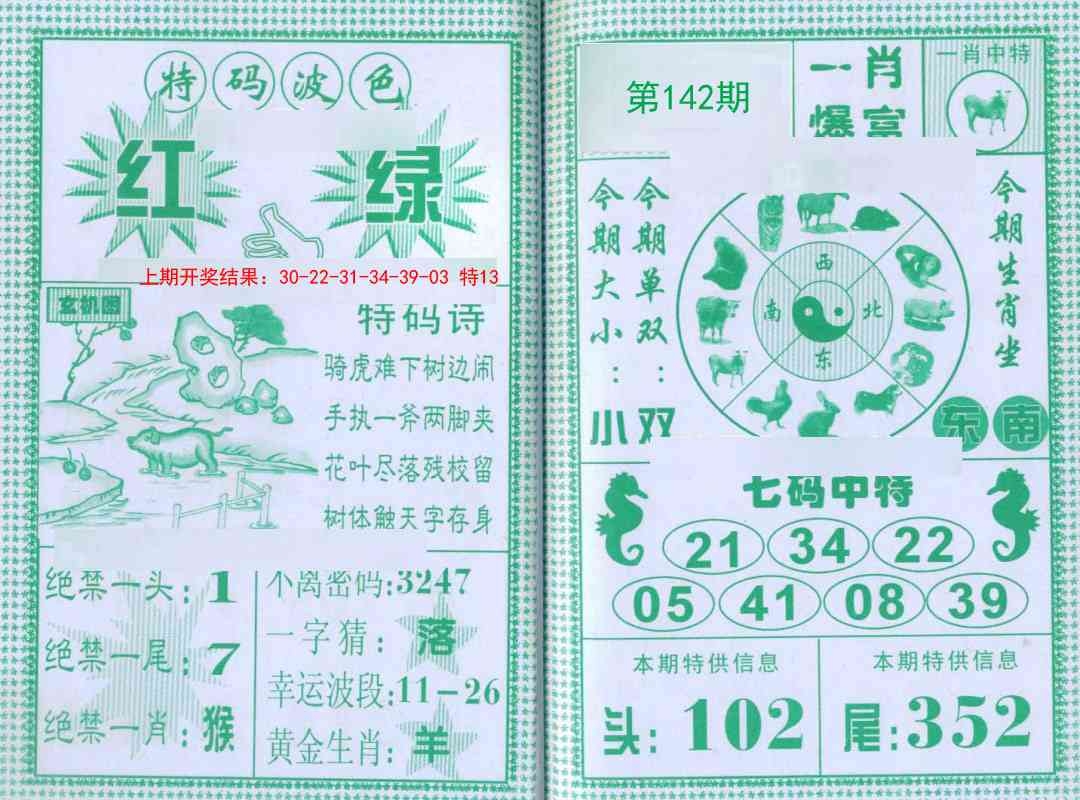 特码波色
红 绿
上期开奖结果：30-22-31-34-39-03 特13
玄机图
特码诗
骑虎难下树边闹
手执一斧两脚夹
花叶尽落残校留
树体触天字存身
绝禁一头：1
绝禁一尾：7
绝禁一肖：猴
不离密码：3247
一字猜：落
幸运波段：11-26
黄金生肖：羊
第142期
一肖
爆富
一肖中特
今期大小：小
今期单双：双
西
南 北
东
今期生肖坐
东南
七码中特
21 34 22
05 41 08 39
本期特供信息
头：102
本期特供信息
尾：352